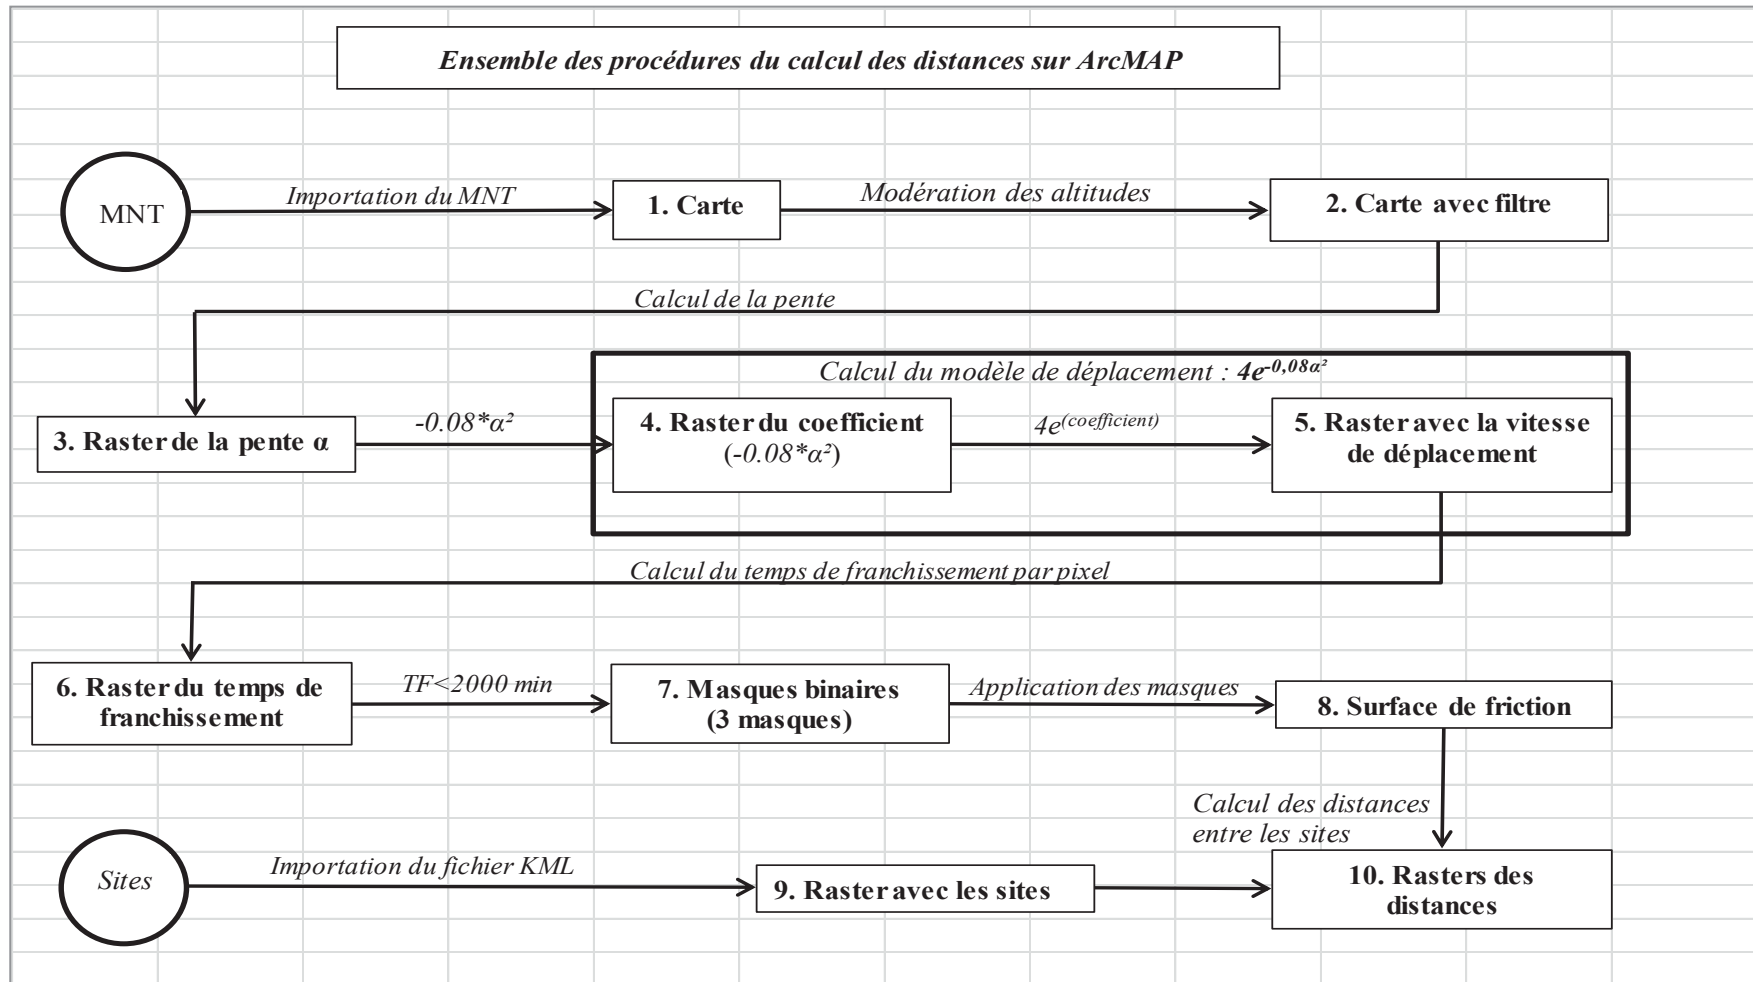 Ensemble des procédures du calcul des distances sur ArcMAP
MNT
Importation du MNT
1. Carte
Modération des altitudes
2. Carte avec filtre
Calcul de la pente
Calcul du modèle de déplacement : 4e^-0,08α²
3. Raster de la pente α
-0.08*α²
4. Raster du coefficient
(-0.08*α²)
4e^(coefficient)
5. Raster avec la vitesse
de déplacement
Calcul du temps de franchissement par pixel
6. Raster du temps de
franchissement
TF<2000 min
7. Masques binaires
(3 masques)
Application des masques
8. Surface de friction
Calcul des distances
entre les sites
Sites
Importation du fichier KML
9. Raster avec les sites
10. Rasters des
distances